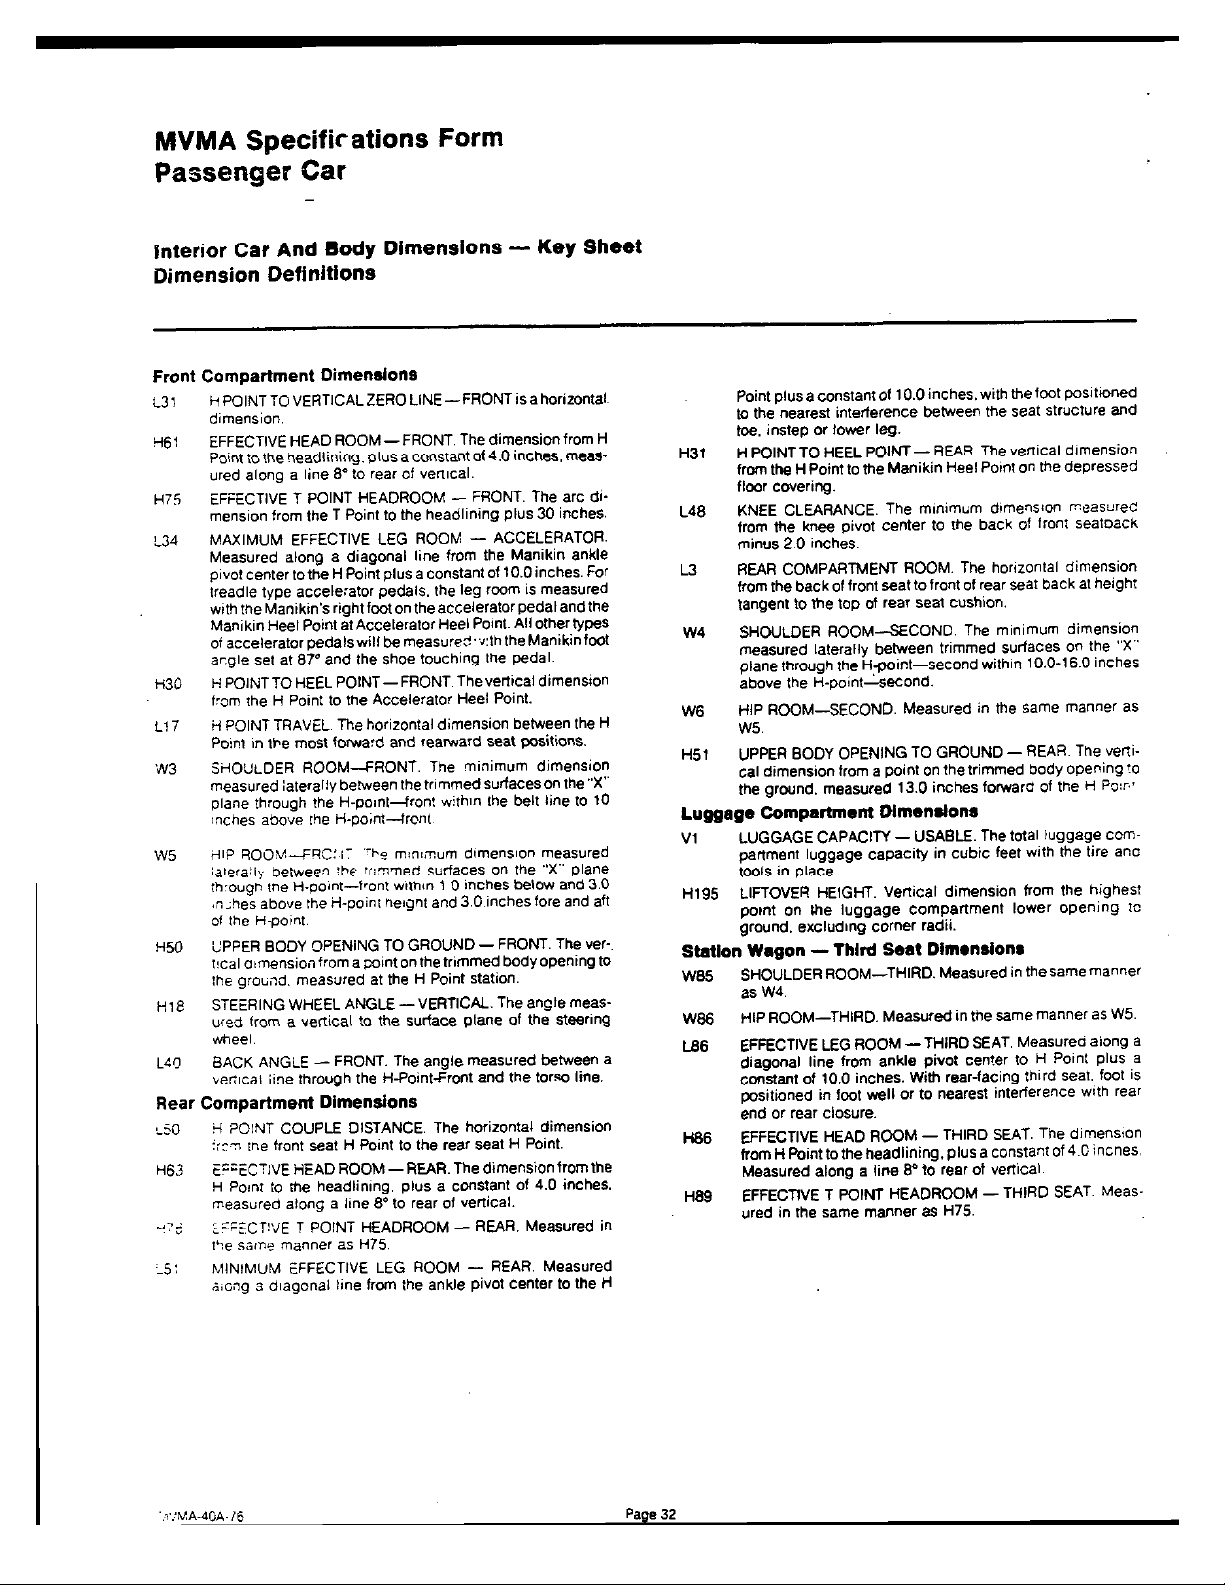 MVMA Specifications Form
Passenger Car
Interior Car And Body Dimensions — Key Sheet
Dimension Definitions
Front Compartment Dimensions
L31 H POINT TO VERTICAL ZERO LINE — FRONT is a horizontal
dimension.
H61 EFFECTIVE HEAD ROOM — FRONT. The dimension from H
Point to the headlining, plus a constant of 4.0 inches, meas-
ured along a line 8° to rear of vertical.
H75 EFFECTIVE T POINT HEADROOM — FRONT. The arc di-
mension from the T Point to the headlining plus 30 inches.
L34 MAXIMUM EFFECTIVE LEG ROOM — ACCELERATOR.
Measured along a diagonal line from the Manikin ankle
pivot center to the H Point plus a constant of 10.0 inches. For
treadle type accelerator pedals, the leg room is measured
with the Manikin's right foot on the accelerator pedal and the
Manikin Heel Point at Accelerator Heel Point. All other types
of accelerator pedals will be measured with the Manikin foot
angle set at 87° and the shoe touching the pedal.
H30 H POINT TO HEEL POINT — FRONT. The vertical dimension
from the H Point to the Accelerator Heel Point.
L17 H POINT TRAVEL. The horizontal dimension between the H
Point in the most forward and rearward seat positions.
W3 SHOULDER ROOM—FRONT. The minimum dimension
measured laterally between the trimmed surfaces on the "X"
plane through the H-point—front within the belt line to 10
inches above the H-point—front
W5 HIP ROOM—FRONT The minimum dimension measured
laterally between the trimmed surfaces on the "X" plane
through the H-point—front within 1 0 inches below and 3.0
inches above the H-point height and 3.0 inches fore and aft
of the H-point.
H50 UPPER BODY OPENING TO GROUND — FRONT. The ver-
tical dimension from a point on the trimmed body opening to
the ground, measured at the H Point station.
H18 STEERING WHEEL ANGLE — VERTICAL. The angle meas-
ured from a vertical to the surface plane of the steering
wheel.
L40 BACK ANGLE — FRONT. The angle measured between a
vertical line through the H-Point-Front and the torso line.
Rear Compartment Dimensions
L50 H POINT COUPLE DISTANCE. The horizontal dimension
from the front seat H Point to the rear seat H Point.
H63 EFFECTIVE HEAD ROOM — REAR. The dimension from the
H Point to the headlining, plus a constant of 4.0 inches,
measured along a line 8° to rear of vertical.
EFFECTIVE T POINT HEADROOM — REAR. Measured in
the same manner as H75.
L51 MINIMUM EFFECTIVE LEG ROOM — REAR. Measured
along a diagonal line from the ankle pivot center to the H
Point plus a constant of 10.0 inches, with the foot positioned
to the nearest interference between the seat structure and
toe, instep or lower leg.
H31 H POINT TO HEEL POINT — REAR The vertical dimension
from the H Point to the Manikin Heel Point on the depressed
floor covering.
L48 KNEE CLEARANCE. The minimum dimension measured
from the knee pivot center to the back of front seatback
minus 2.0 inches.
L3 REAR COMPARTMENT ROOM. The horizontal dimension
from the back of front seat to front of rear seat back at height
tangent to the top of rear seat cushion.
W4 SHOULDER ROOM—SECOND. The minimum dimension
measured laterally between trimmed surfaces on the "X"
plane through the H-point—second within 10.0-16.0 inches
above the H-point—second.
W6 HIP ROOM—SECOND. Measured in the same manner as
W5.
H51 UPPER BODY OPENING TO GROUND — REAR. The verti-
cal dimension from a point on the trimmed body opening to
the ground, measured 13.0 inches forward of the H Point
Luggage Compartment Dimensions
V1 LUGGAGE CAPACITY — USABLE. The total luggage com-
partment luggage capacity in cubic feet with the tire and
tools in place
H195 LIFTOVER HEIGHT. Vertical dimension from the highest
point on the luggage compartment lower opening to
ground, excluding corner radii.
Station Wagon — Third Seat Dimensions
W85 SHOULDER ROOM—THIRD. Measured in the same manner
as W4.
W86 HIP ROOM—THIRD. Measured in the same manner as W5.
L86 EFFECTIVE LEG ROOM — THIRD SEAT. Measured along a
diagonal line from ankle pivot center to H Point plus a
constant of 10.0 inches. With rear-facing third seat, foot is
positioned in foot well or to nearest interference with rear
end or rear closure.
H86 EFFECTIVE HEAD ROOM — THIRD SEAT. The dimension
from H Point to the headlining, plus a constant of 4.0 inches.
Measured along a line 8° to rear of vertical.
H89 EFFECTIVE T POINT HEADROOM — THIRD SEAT. Meas-
ured in the same manner as H75.
MVMA-40A-76
Page 32